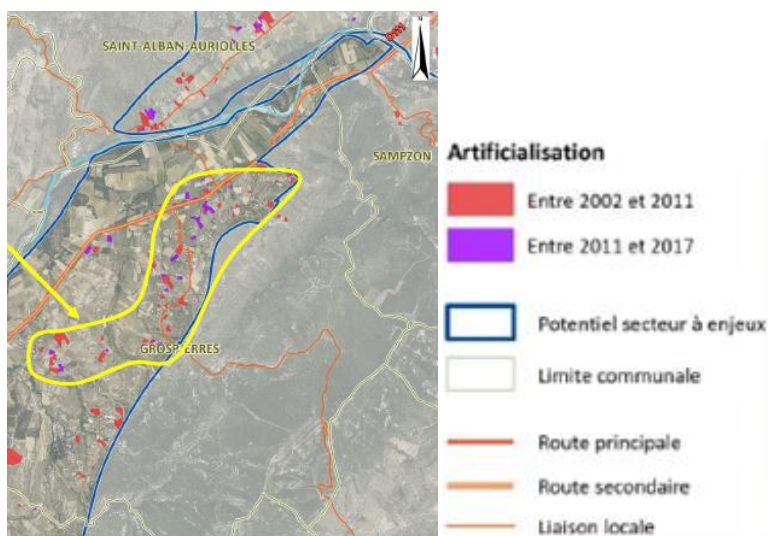 SAINT-ALBAN-AURIOLLES
D111
SAMPZON
GROSPIERRES
Artificialisation
Entre 2002 et 2011
Entre 2011 et 2017
Potentiel secteur à enjeux
Limite communale
Route principale
Route secondaire
Liaison locale